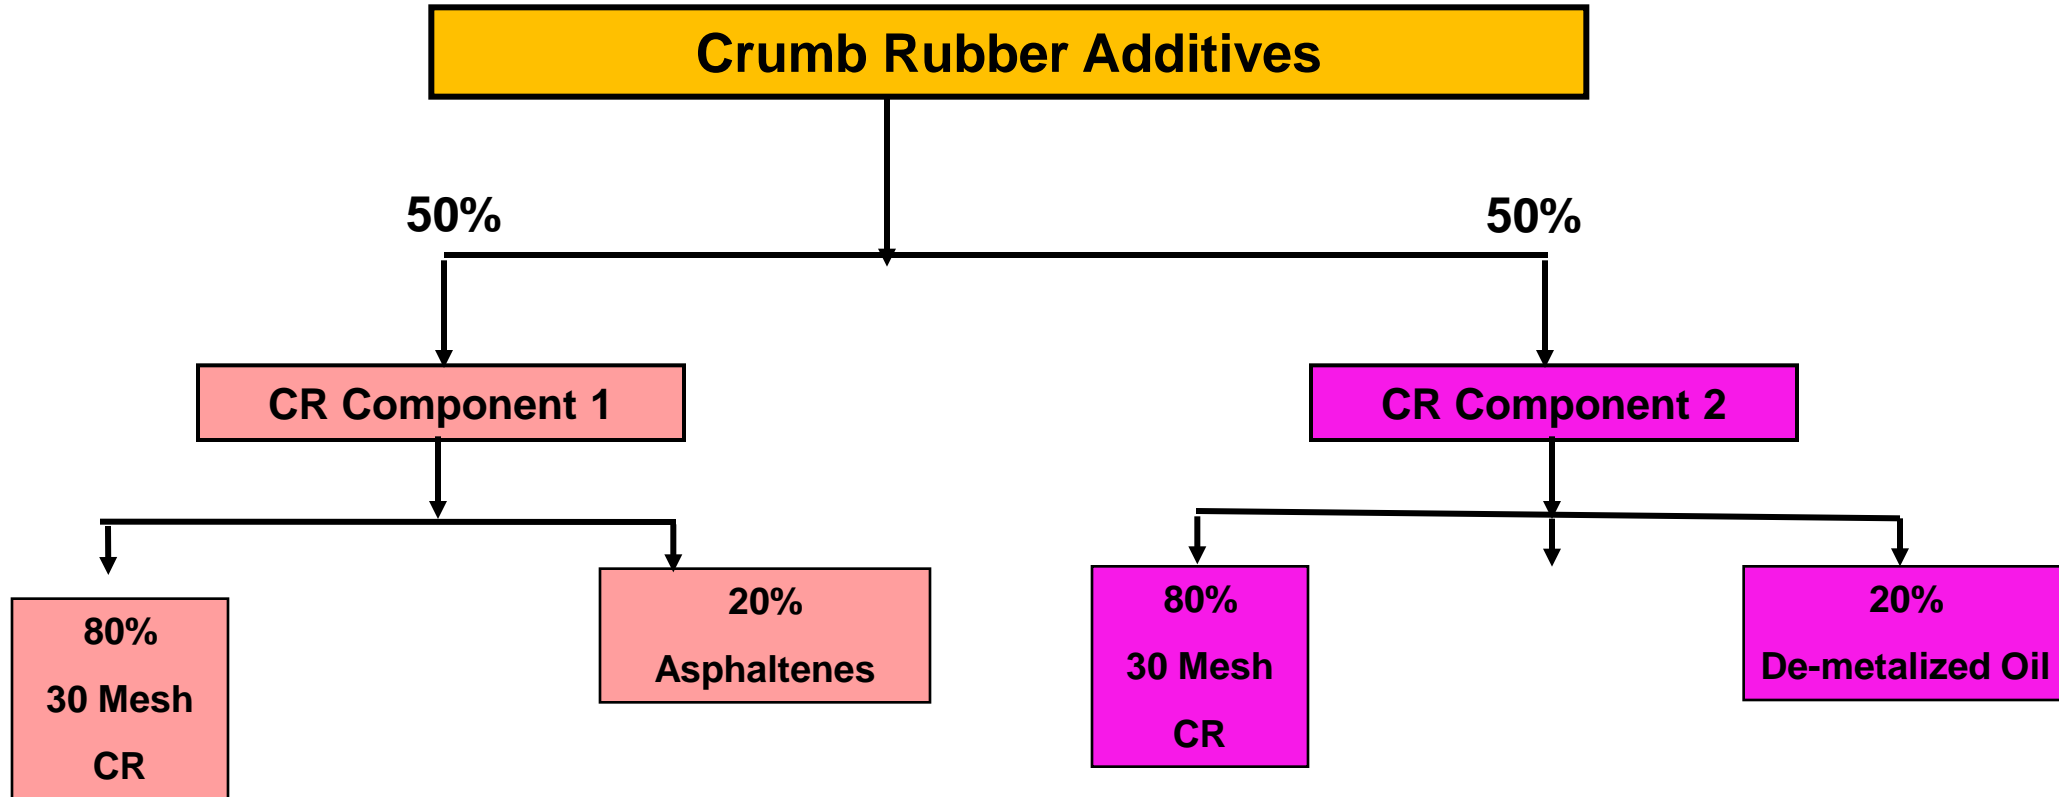 Crumb Rubber Additives
50%
50%
CR Component 1
CR Component 2
80%
30 Mesh
CR
20%
Asphaltenes
80%
30 Mesh
CR
20%
De-metalized Oil